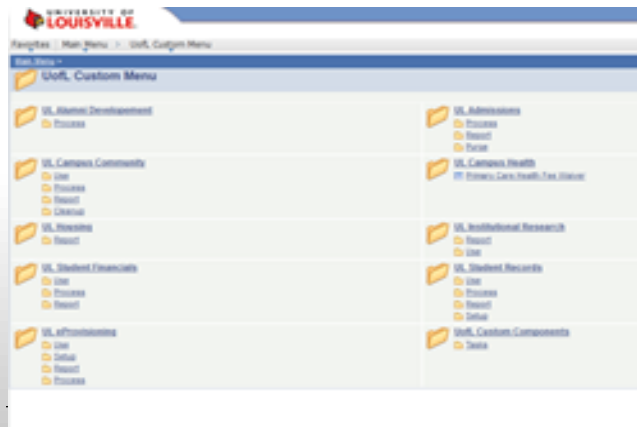 UNIVERSITY OF
LOUISVILLE.
Favorites Main Menu > UofL Custom Menu
Main Menu >
UofL Custom Menu
UL Alumni Developement
Process
UL Admissions
Process
Report
Purge
UL Campus Community
Use
Process
Report
Cleanup
UL Campus Health
Primary Care Health Fee Waiver
UL Housing
Report
UL Institutional Research
Report
Use
UL Student Financials
Use
Process
Report
UL Student Records
Use
Process
Report
Setup
UL eProvisioning
Use
Setup
Report
Process
UofL Custom Components
Tasks